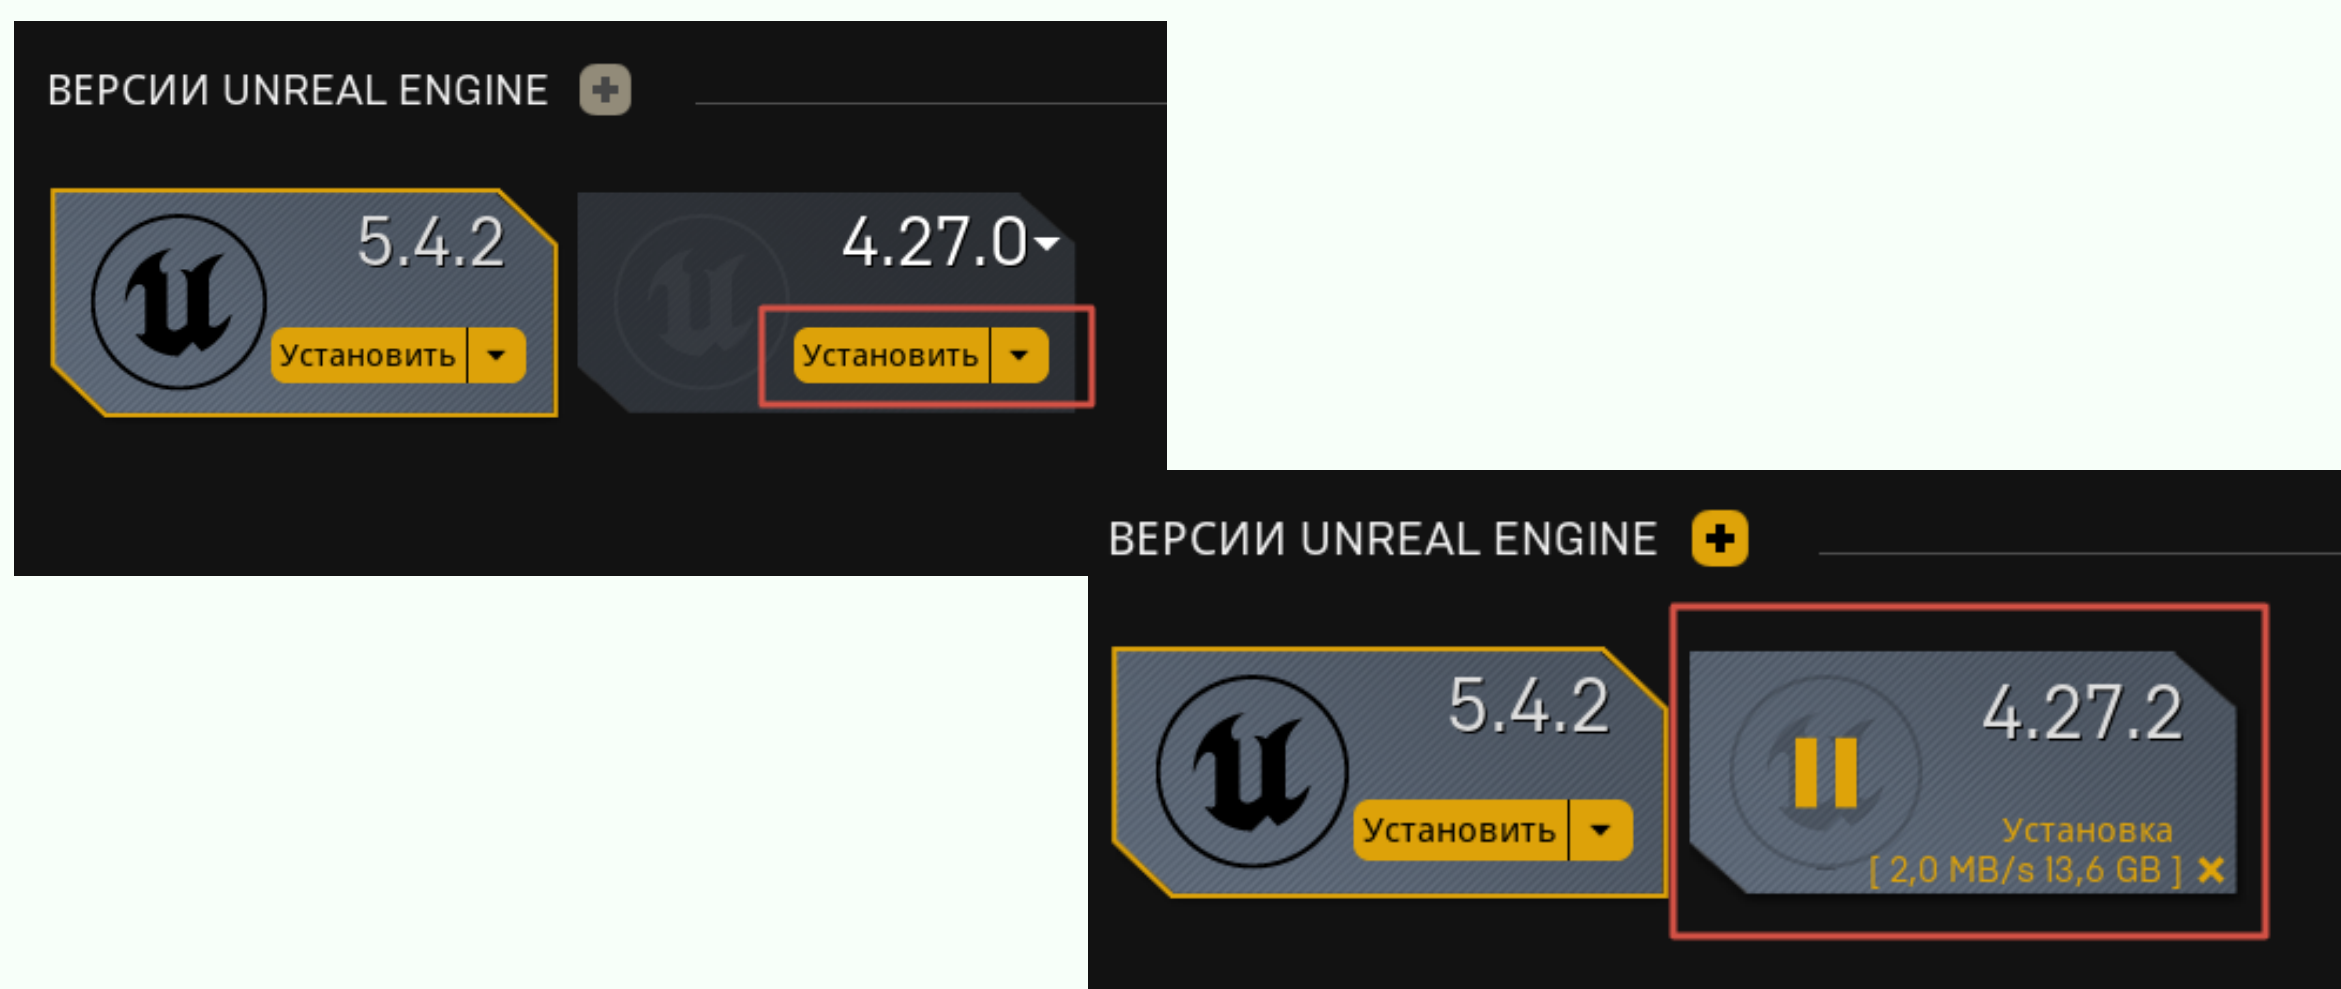 ВЕРСИИ UNREAL ENGINE
5.4.2
Установить
4.27.0
Установить
ВЕРСИИ UNREAL ENGINE
5.4.2
Установить
4.27.2
Установка
[ 2,0 MB/s 13,6 GB ]